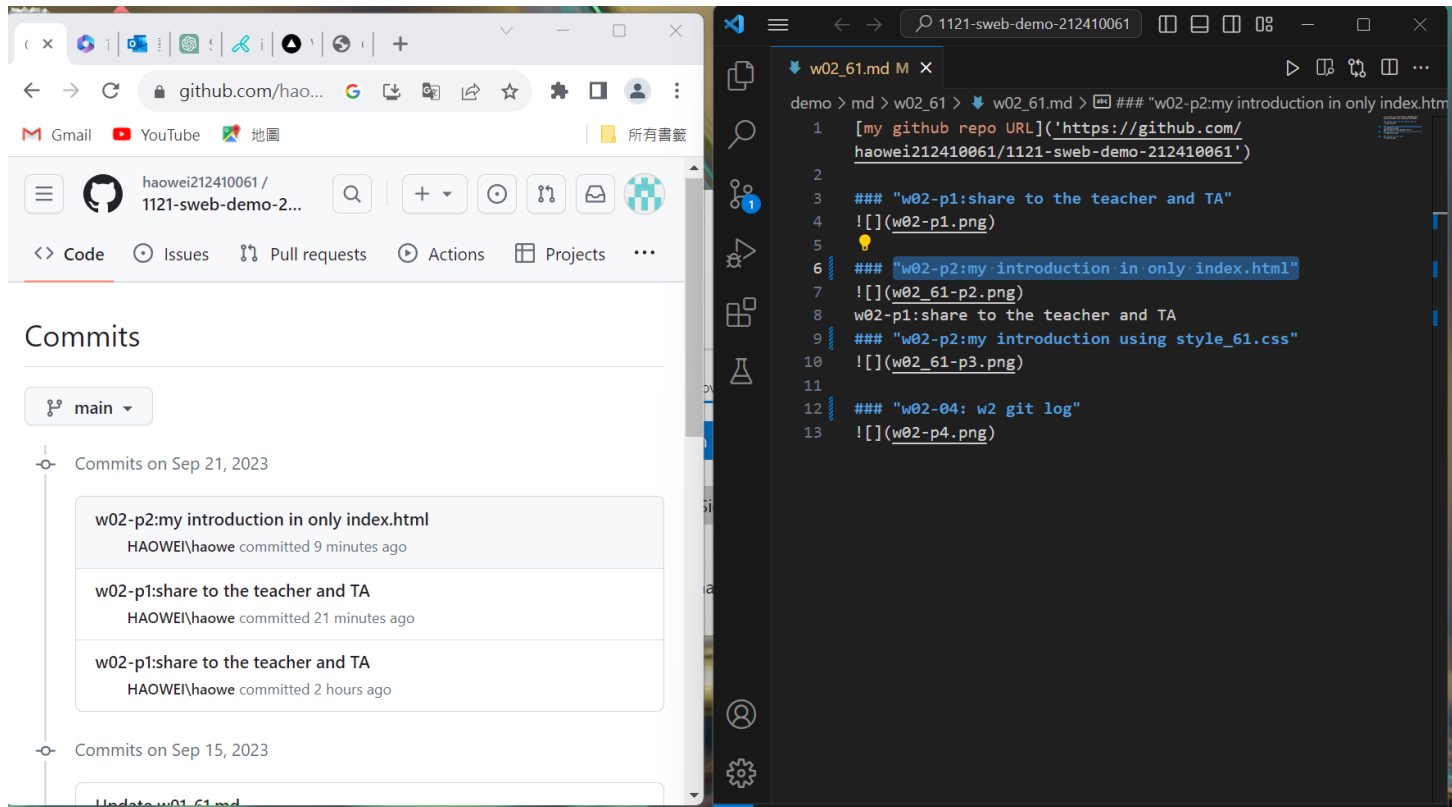 github.com/hao...
Gmail
YouTube
地圖
所有書籤
haowei212410061 /
1121-sweb-demo-2...
Code
Issues
Pull requests
Actions
Projects
Commits
main
Commits on Sep 21, 2023
w02-p2:my introduction in only index.html
HAOWEI\haowe committed 9 minutes ago
w02-p1:share to the teacher and TA
HAOWEI\haowe committed 21 minutes ago
w02-p1:share to the teacher and TA
HAOWEI\haowe committed 2 hours ago
Commits on Sep 15, 2023
Update w01_61.md
1121-sweb-demo-212410061
w02_61.md M
demo > md > w02_61 > w02_61.md > ### "w02-p2:my introduction in only index.htm
1 [my github repo URL]('https://github.com/
haowei212410061/1121-sweb-demo-212410061')
2
3 ### "w02-p1:share to the teacher and TA"
4 ![](w02-p1.png)
5
6 ### "w02-p2:my introduction in only index.html"
7 ![](w02_61-p2.png)
8 w02-p1:share to the teacher and TA
9 ### "w02-p2:my introduction using style_61.css"
10 ![](w02_61-p3.png)
11
12 ### "w02-04: w2 git log"
13 ![](w02-p4.png)
1